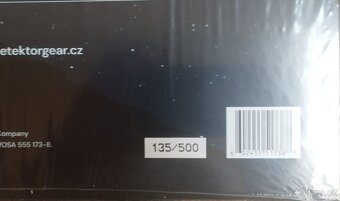 etektorgear.cz
Company
/OSA 555 173-8.
135/500